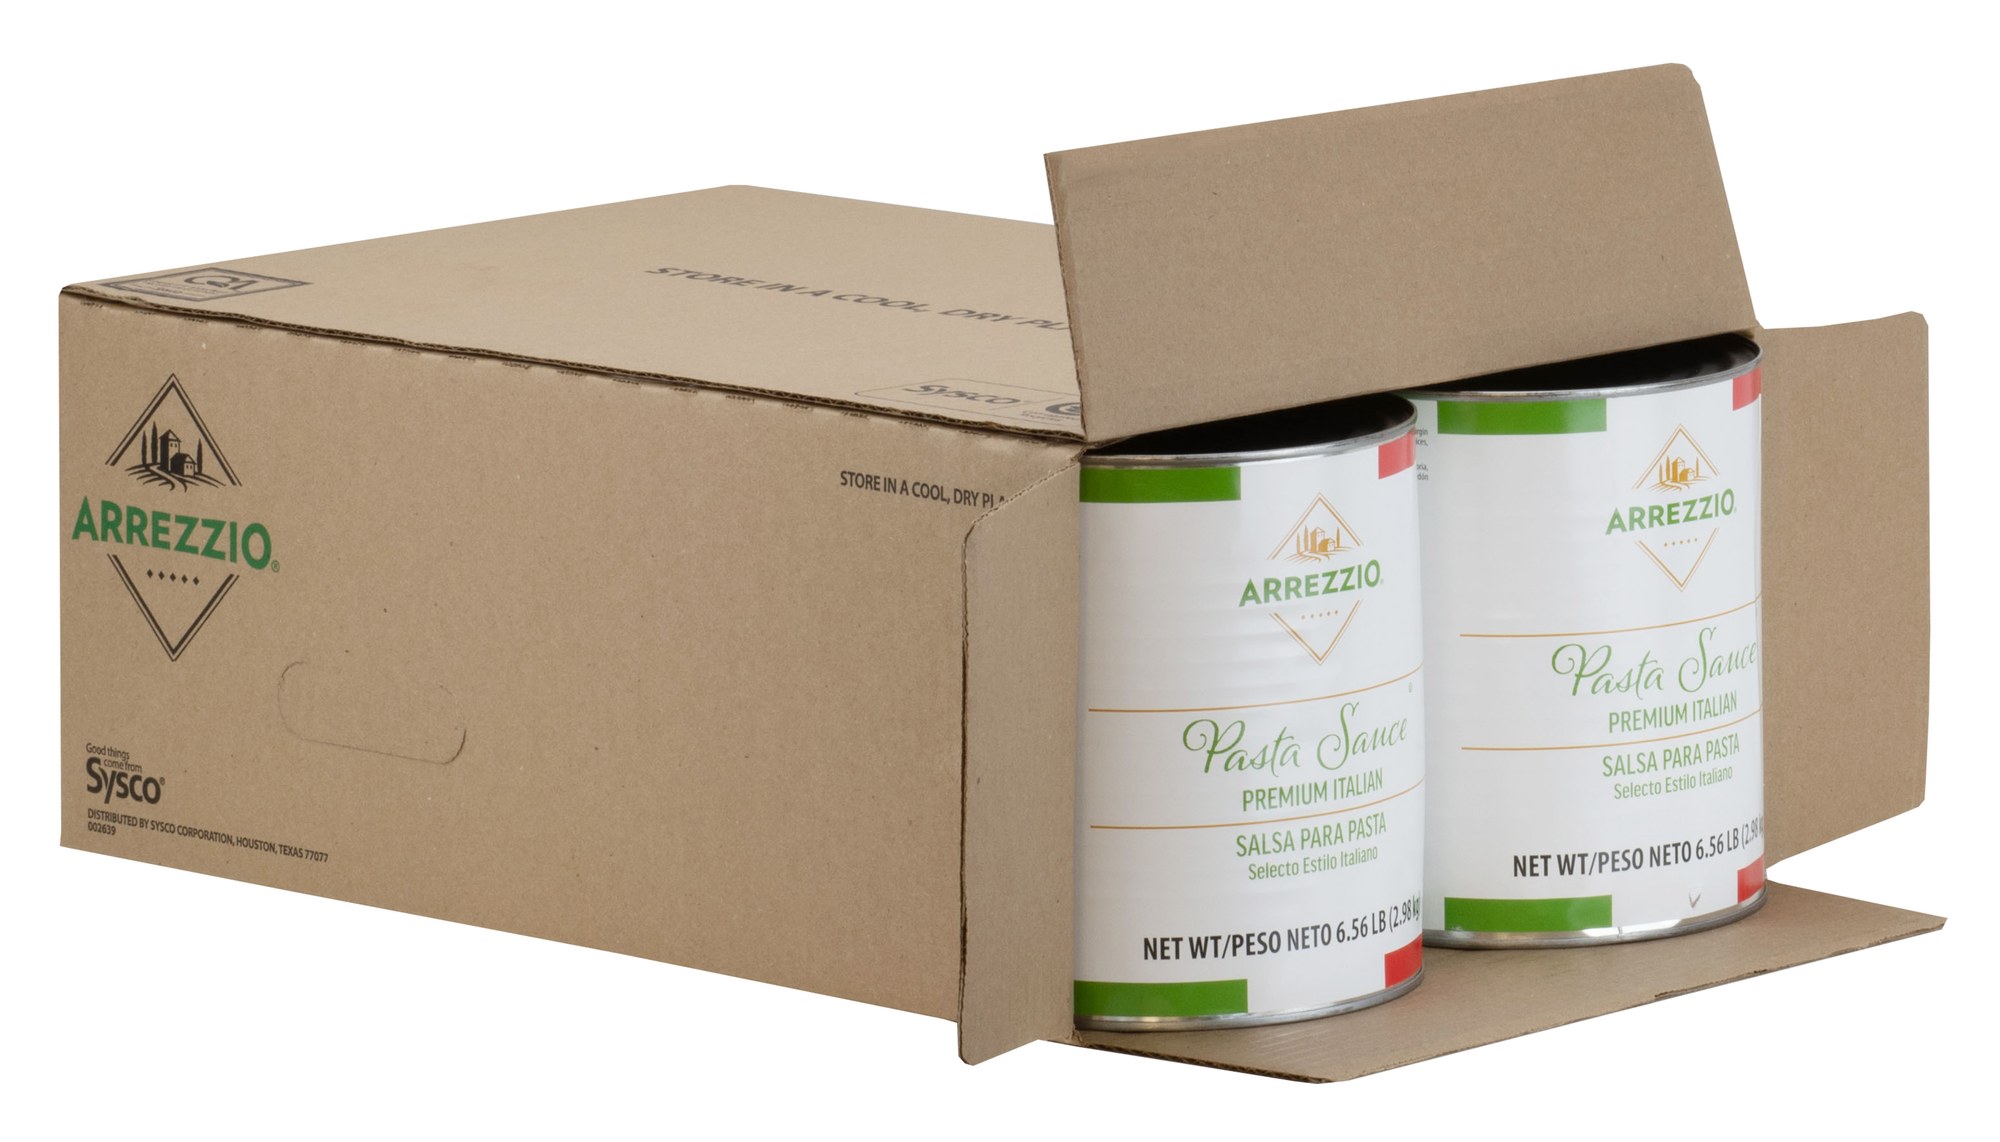 STORE IN A COOL, DRY
Sysco
ARREZZIO®
STORE IN A COOL, DRY
Good things
come from
Sysco®
DISTRIBUTED BY SYSCO CORPORATION, HOUSTON, TEXAS 77077
002639
ARREZZIO®
Pasta Sauce
PREMIUM ITALIAN
SALSA PARA PASTA
Selecto Estilo Italiano
NET WT/PESO NETO 6.56 LB (2.98 kg
ARREZZIO®
Pasta Sauce
PREMIUM ITALIAN
SALSA PARA PASTA
Selecto Estilo Italiano
NET WT/PESO NETO 6.56 LB (2.98